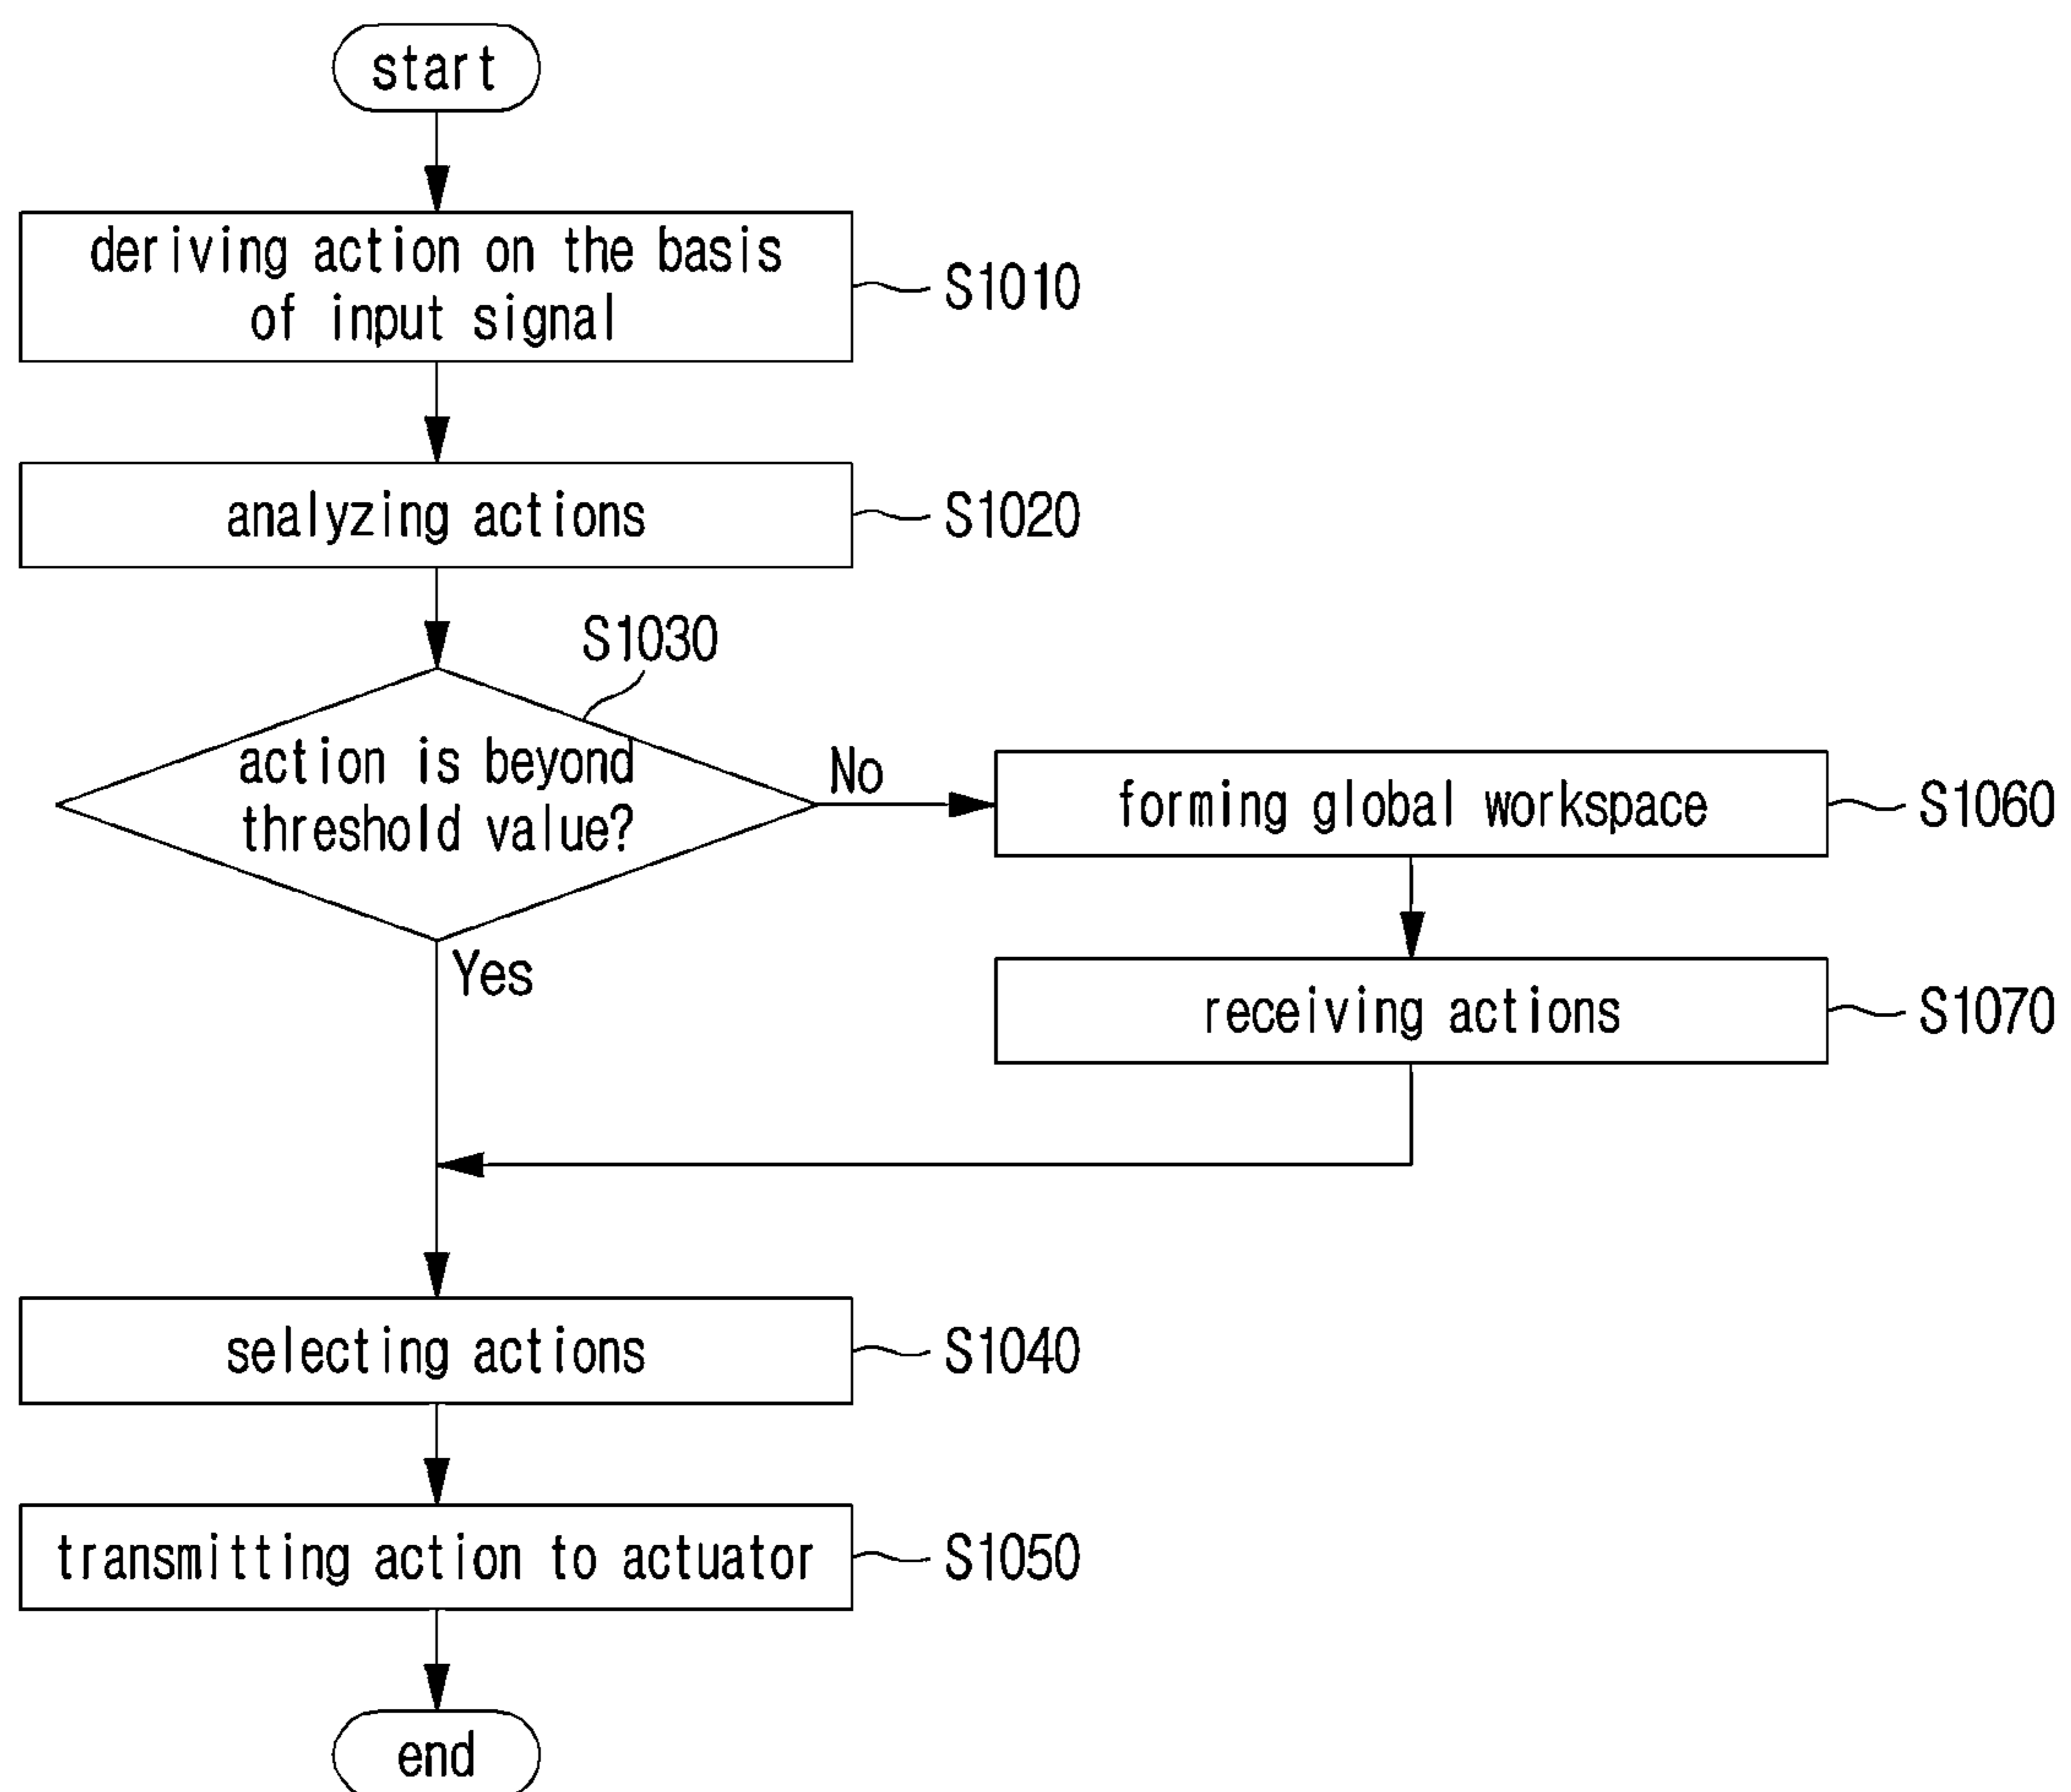 start
deriving action on the basis
of input signal
S1010
analyzing actions
S1020
S1030
action is beyond
threshold value?
No
Yes
forming global workspace
S1060
receiving actions
S1070
selecting actions
S1040
transmitting action to actuator
S1050
end